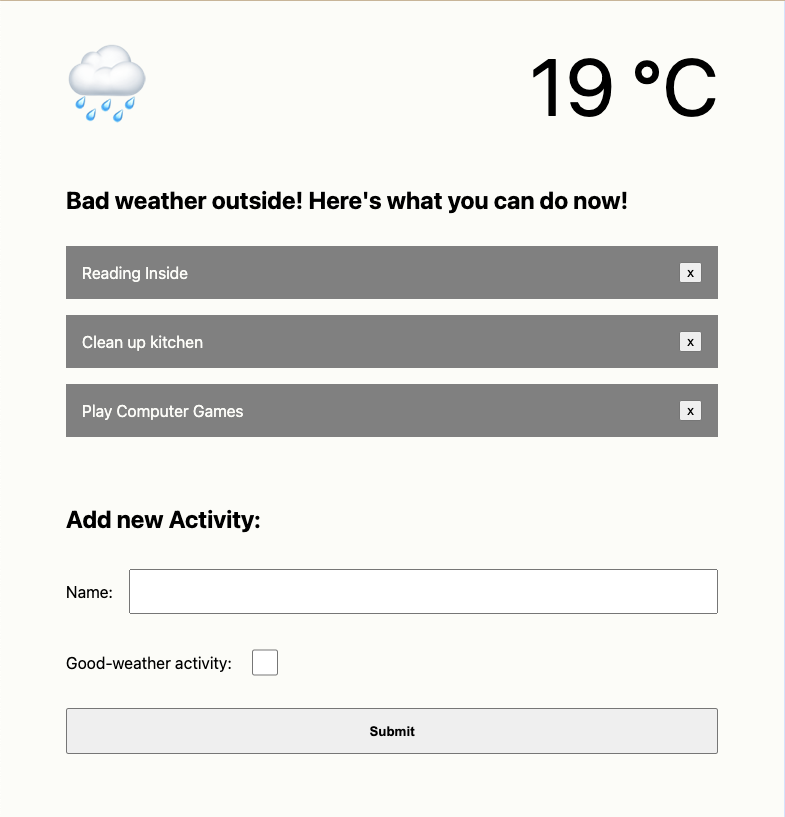 19 °C
Bad weather outside! Here's what you can do now!
Reading Inside x
Clean up kitchen x
Play Computer Games x
Add new Activity:
Name:
Good-weather activity:
Submit